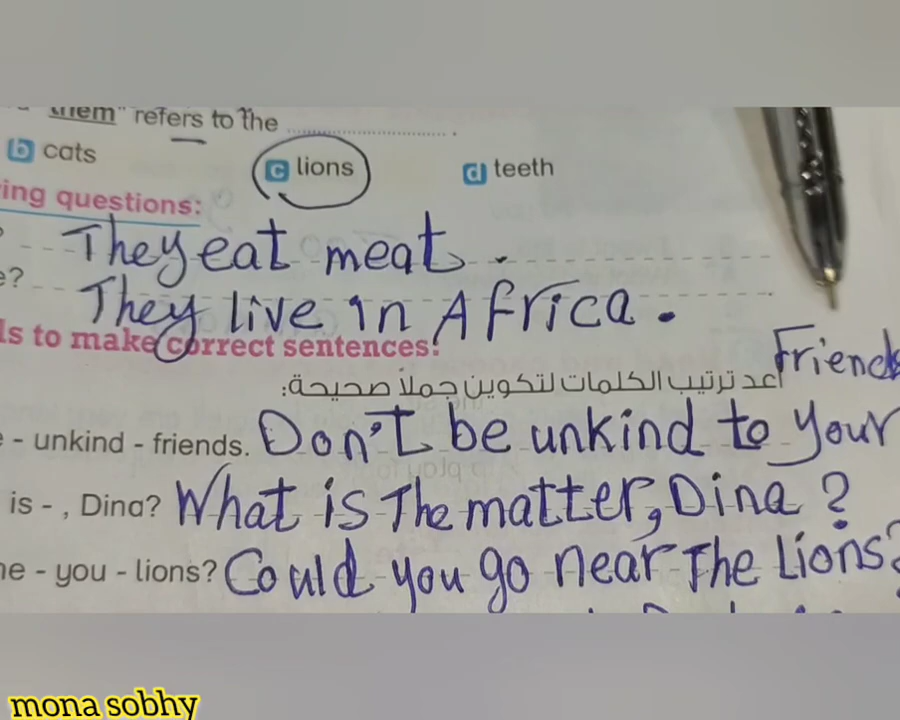 them" refers to the ............ .
b cats c lions d teeth
ing questions:
They eat meat .
e? They live in Africa .
ls to make correct sentences:
Friends
أعد ترتيب الكلمات لتكوين جملاً صحيحة:
e - unkind - friends. Don't be unkind to your
is - , Dina? What is The matter, Dina ?
he - you - lions? Could you go near The Lions?
mona sobhy